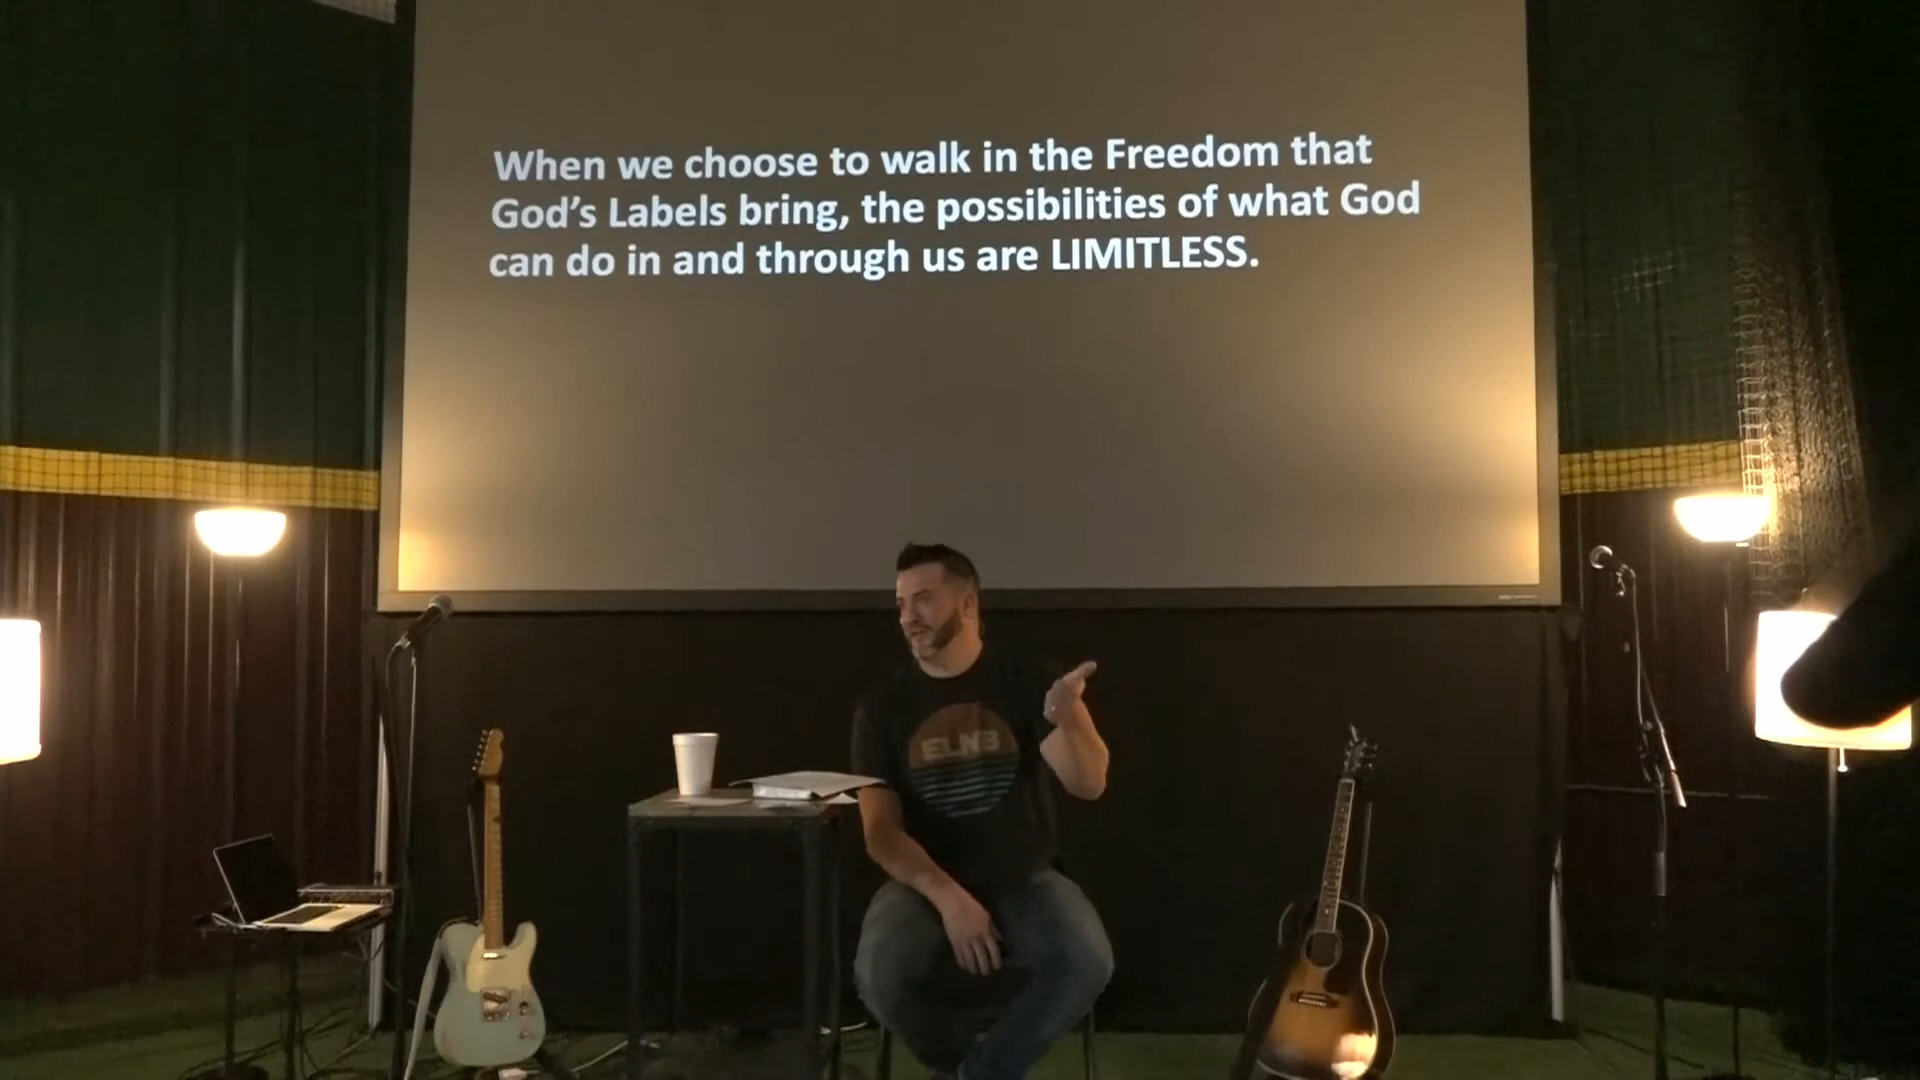 When we choose to walk in the Freedom that
God's Labels bring, the possibilities of what God
can do in and through us are LIMITLESS.